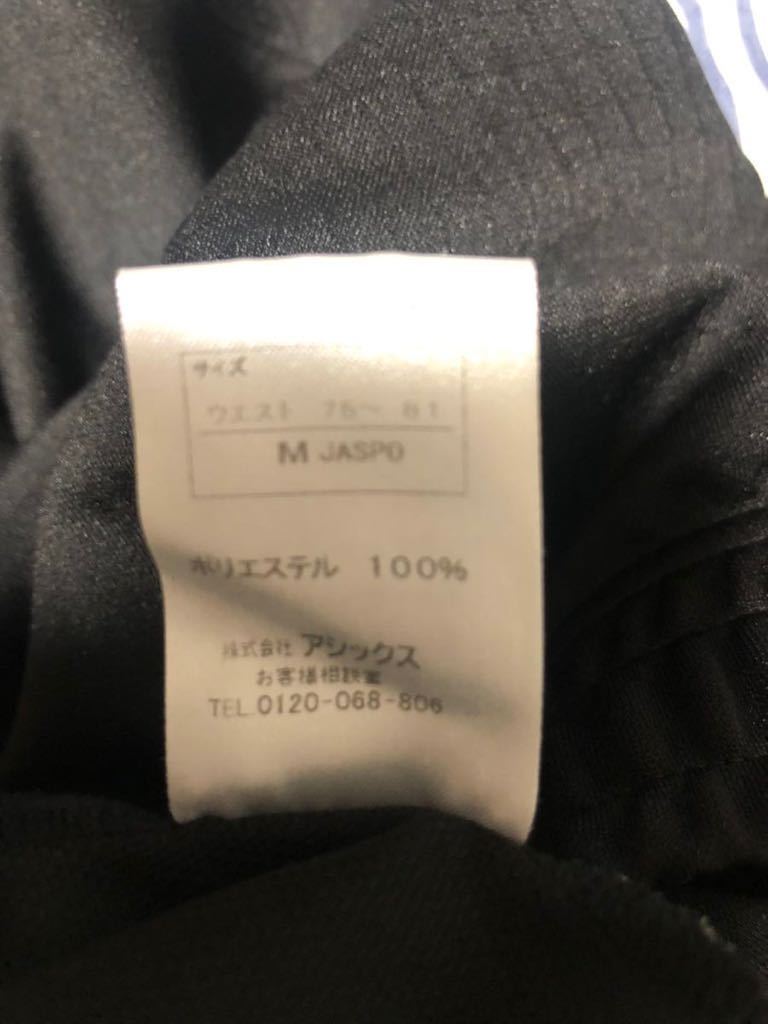 サイズ
ウエスト 75～ 81
M JASPO
ポリエステル 100%
株式会社 アシックス
お客様相談室
TEL.0120-068-806